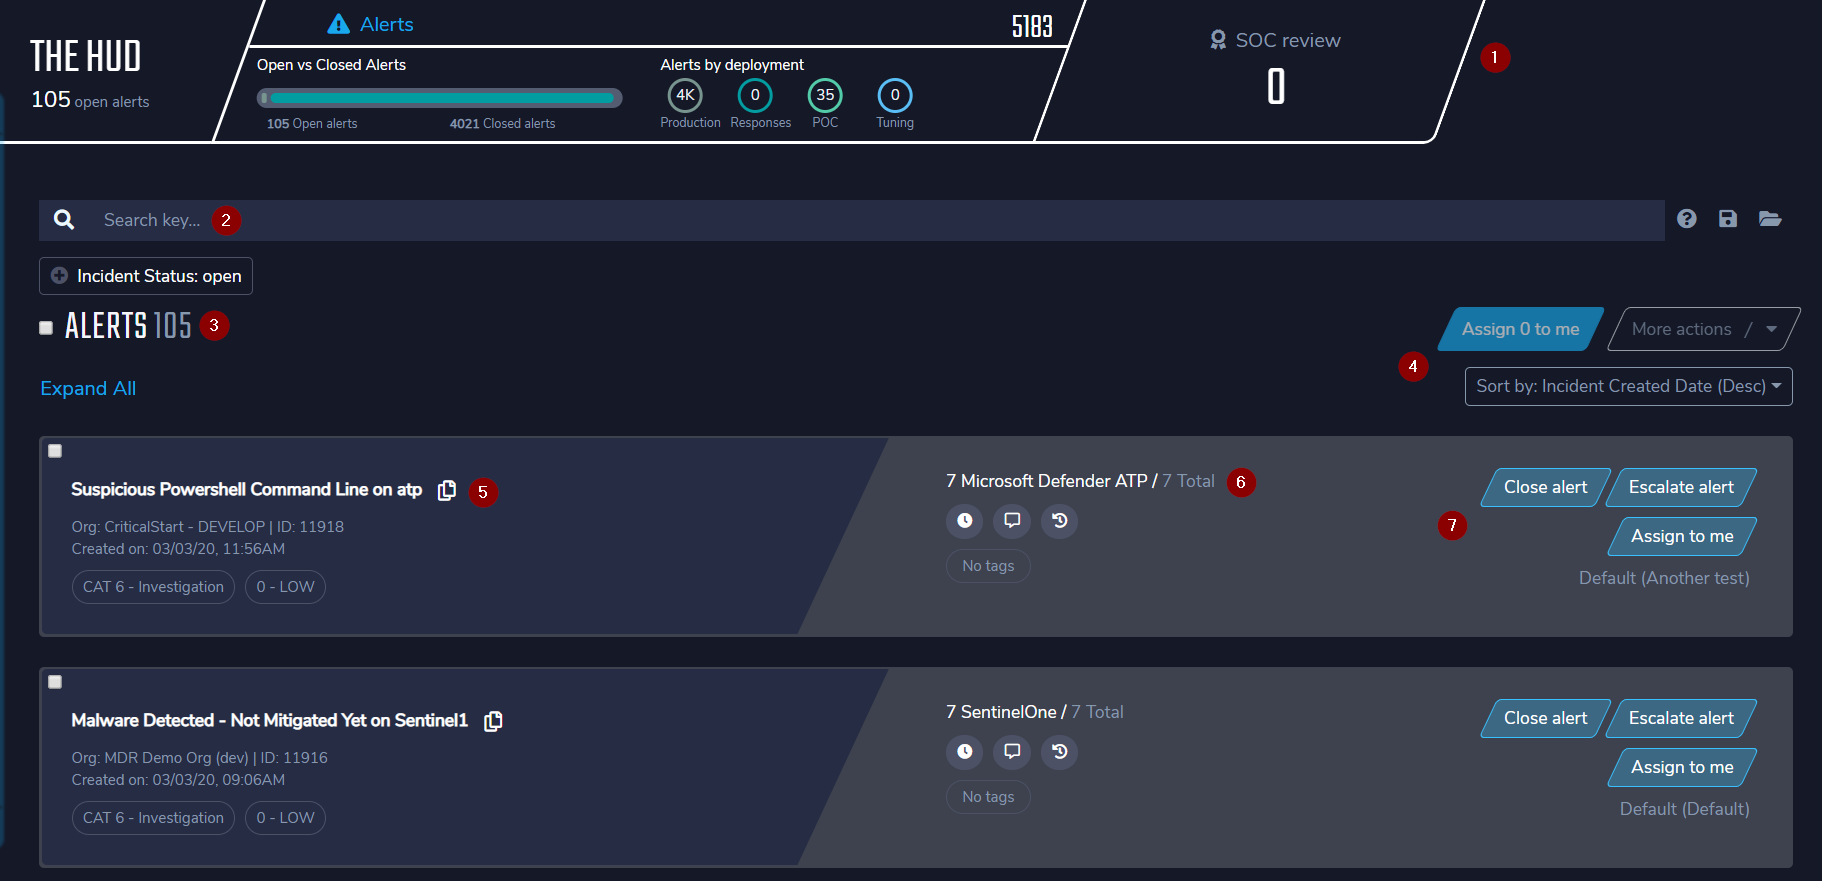 THE HUD
105 open alerts
Alerts
5183
Open vs Closed Alerts
105 Open alerts
4021 Closed alerts
Alerts by deployment
4K
0
35
0
Production
Responses
POC
Tuning
SOC review
0
1
Search key...
2
Incident Status: open
ALERTS 105
3
Assign 0 to me
More actions /
4
Expand All
Sort by: Incident Created Date (Desc)
Suspicious Powershell Command Line on atp
5
Org: CriticalStart - DEVELOP | ID: 11918
Created on: 03/03/20, 11:56AM
CAT 6 - Investigation
0 - LOW
7 Microsoft Defender ATP / 7 Total
6
No tags
Close alert
Escalate alert
7
Assign to me
Default (Another test)
Malware Detected - Not Mitigated Yet on Sentinel1
Org: MDR Demo Org (dev) | ID: 11916
Created on: 03/03/20, 09:06AM
CAT 6 - Investigation
0 - LOW
7 SentinelOne / 7 Total
No tags
Close alert
Escalate alert
Assign to me
Default (Default)